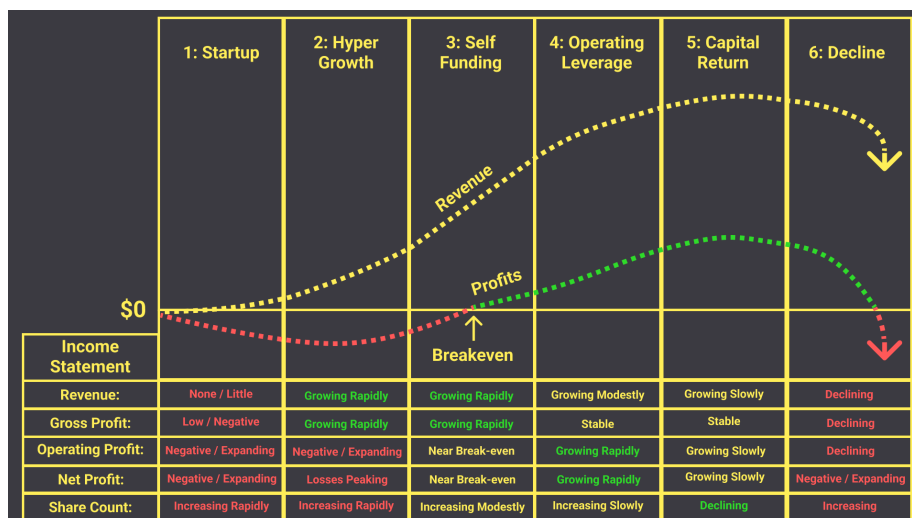 1: Startup
2: Hyper
Growth
3: Self
Funding
4: Operating
Leverage
5: Capital
Return
6: Decline
Revenue
Profits
$0
Breakeven
Income
Statement
Revenue: None / Little Growing Rapidly Growing Rapidly Growing Modestly Growing Slowly Declining
Gross Profit: Low / Negative Growing Rapidly Growing Rapidly Stable Stable Declining
Operating Profit: Negative / Expanding Negative / Expanding Near Break-even Growing Rapidly Growing Slowly Declining
Net Profit: Negative / Expanding Losses Peaking Near Break-even Growing Rapidly Growing Slowly Negative / Expanding
Share Count: Increasing Rapidly Increasing Rapidly Increasing Modestly Increasing Slowly Declining Increasing